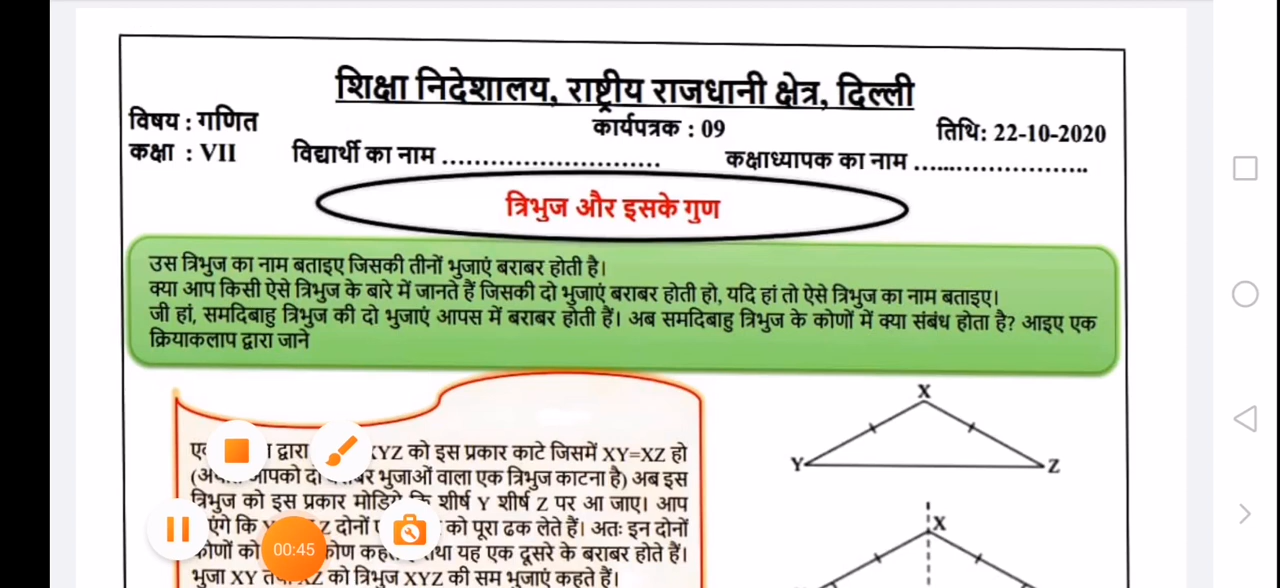 शिक्षा निदेशालय, राष्ट्रीय राजधानी क्षेत्र, दिल्ली
विषय : गणित
कार्यपत्रक : 09
तिथि: 22-10-2020
कक्षा : VII
विद्यार्थी का नाम ...........................
कक्षाध्यापक का नाम ......................
त्रिभुज और इसके गुण
उस त्रिभुज का नाम बताइए जिसकी तीनों भुजाएं बराबर होती है।
क्या आप किसी ऐसे त्रिभुज के बारे में जानते हैं जिसकी दो भुजाएं बराबर होती हो, यदि हां तो ऐसे त्रिभुज का नाम बताइए।
जी हां, समदिबाहु त्रिभुज की दो भुजाएं आपस में बराबर होती हैं। अब समदिबाहु त्रिभुज के कोणों में क्या संबंध होता है? आइए एक
क्रियाकलाप द्वारा जाने
द्वारा XYZ को इस प्रकार काटे जिसमें XY=XZ हो
आपको दो भुजाओं वाला एक त्रिभुज काटना है) अब इस
त्रिभुज को इस प्रकार मोड़िये कि शीर्ष Y शीर्ष Z पर आ जाए। आप
कि Z दोनों को पूरा ढक लेते हैं। अतः इन दोनों
कोणों को कोण तथा यह एक दूसरे के बराबर होते हैं।
भुजा XY XZ को त्रिभुज XYZ की सम भुजाएं कहते हैं।
X
Y
Z
X
00:45